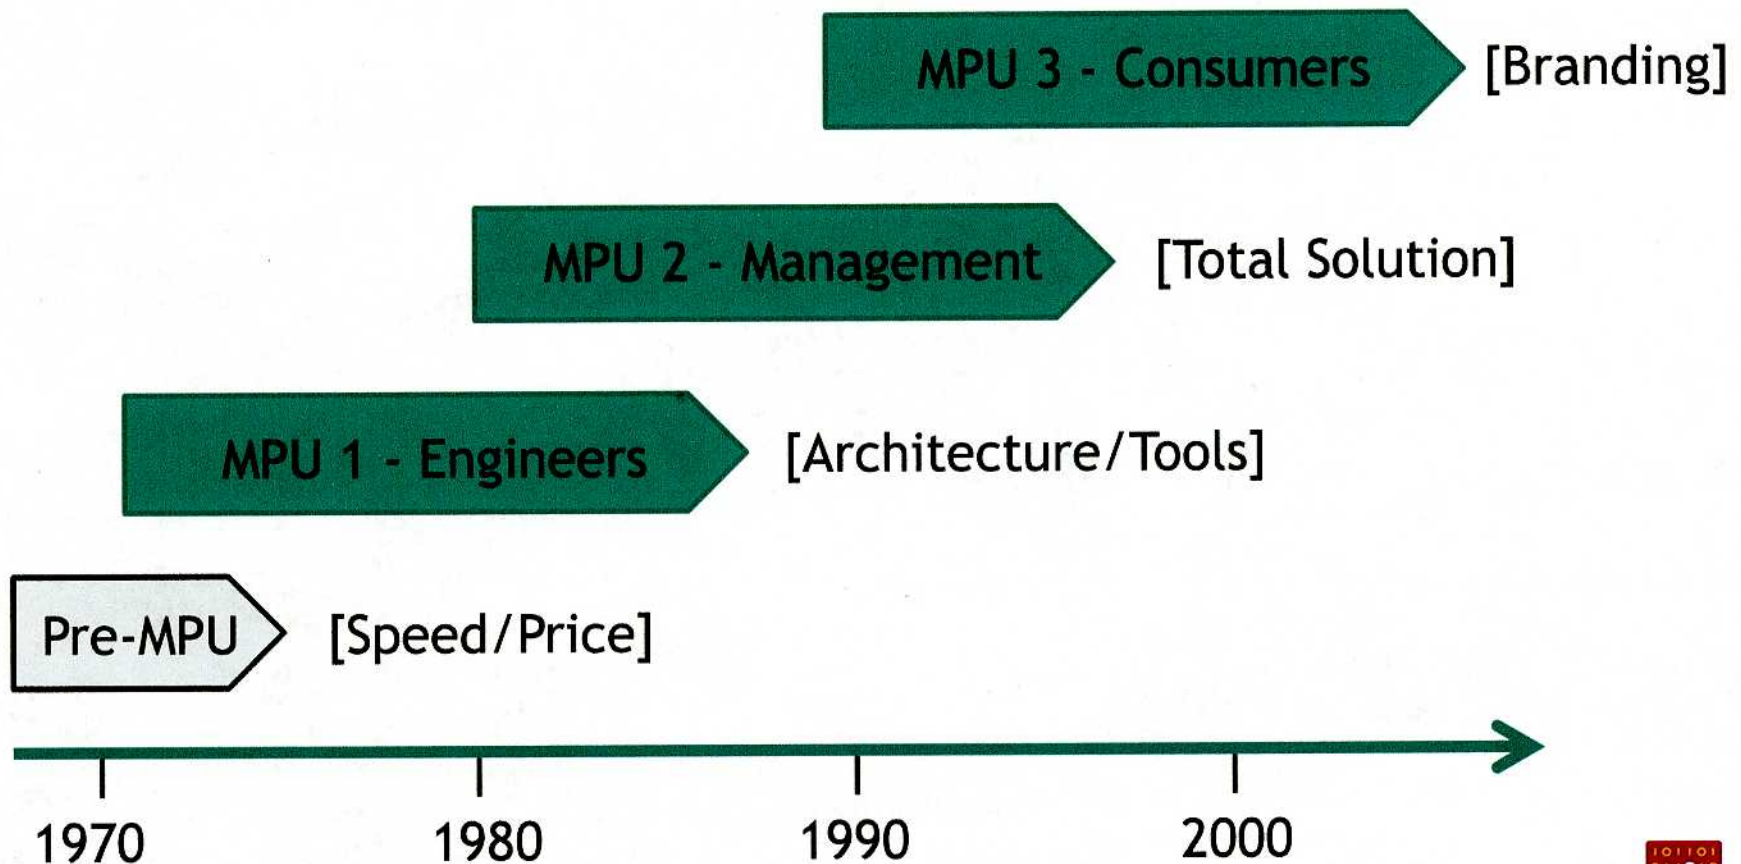 MPU 3 - Consumers [Branding]
MPU 2 - Management [Total Solution]
MPU 1 - Engineers [Architecture/Tools]
Pre-MPU [Speed/Price]
1970 1980 1990 2000
101101